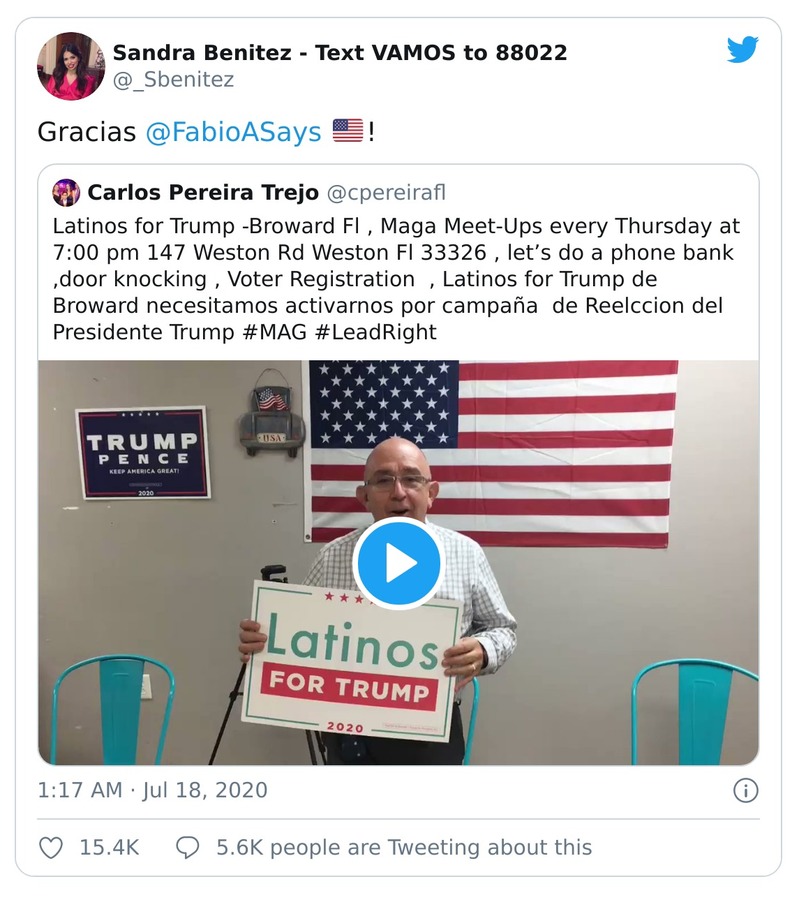 Sandra Benitez - Text VAMOS to 88022
@_Sbenitez
Gracias @FabioASays 🇺🇸!
Carlos Pereira Trejo @cpereirafl
Latinos for Trump -Broward Fl , Maga Meet-Ups every Thursday at
7:00 pm 147 Weston Rd Weston Fl 33326 , let’s do a phone bank
,door knocking , Voter Registration  , Latinos for Trump de
Broward necesitamos activarnos por campaña  de Reelccion del
Presidente Trump #MAG #LeadRight
TRUMP
PENCE
KEEP AMERICA GREAT!
2020
USA
Latinos
FOR TRUMP
2020
1:17 AM · Jul 18, 2020
15.4K
5.6K people are Tweeting about this